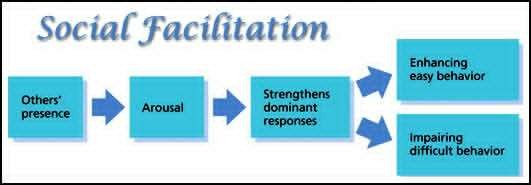 Social Facilitation
Others'
presence
Arousal
Strengthens
dominant
responses
Enhancing
easy behavior
Impairing
difficult behavior